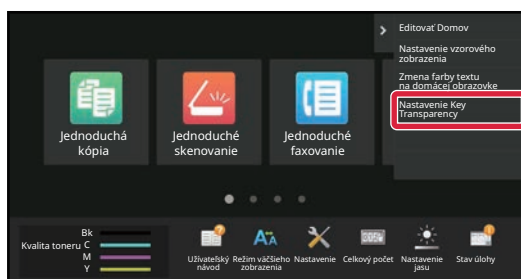 Editovať Domov
Nastavenie vzorového
zobrazenia
Zmena farby textu
na domácej obrazovke
Nastavenie Key
Transparency
Jednoduchá
kópia
Jednoduché
skenovanie
Jednoduché
faxovanie
Kvalita toneru
Bk
C
M
Y
Užívateľský
návod
Režim väčšieho
zobrazenia
Nastavenie
Celkový počet
Nastavenie
jasu
Stav úlohy